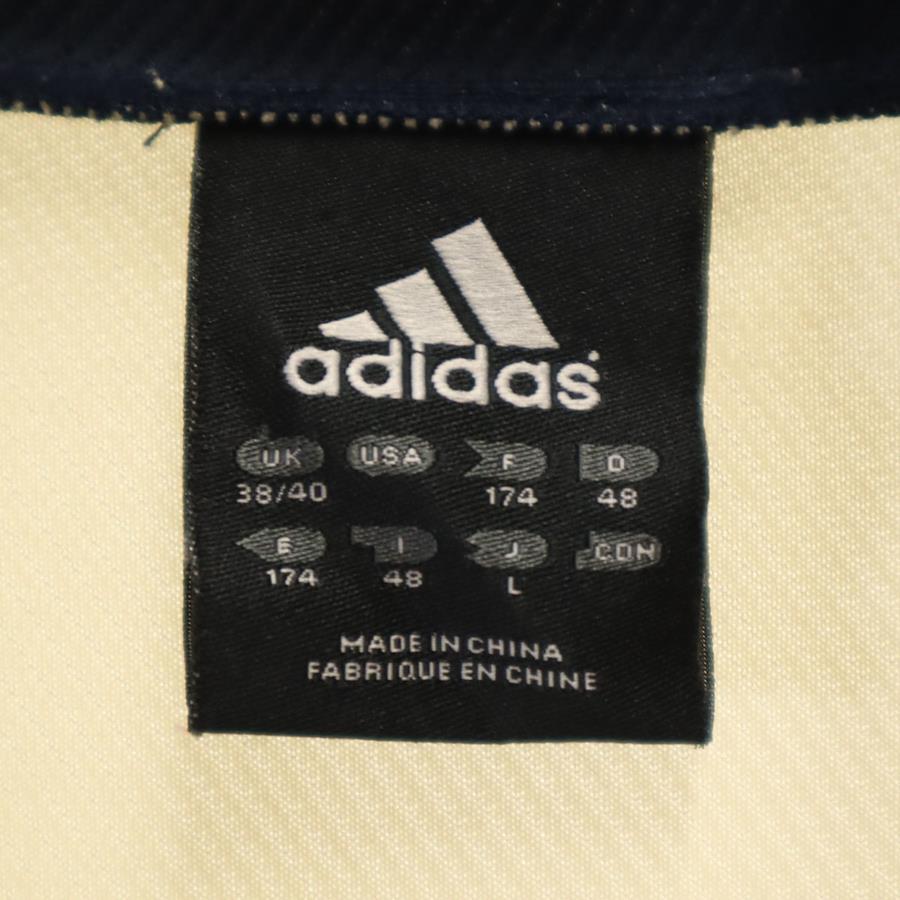 adidas
UK USA F D
38/40 174 48
E I J CDN
174 48 L
MADE IN CHINA
FABRIQUE EN CHINE